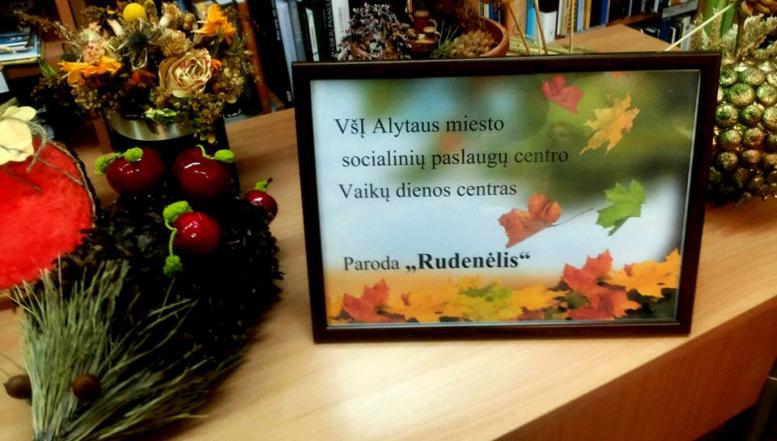 VšĮ Alytaus miesto
socialinių paslaugų centro
Vaikų dienos centras
Paroda „Rudenėlis“